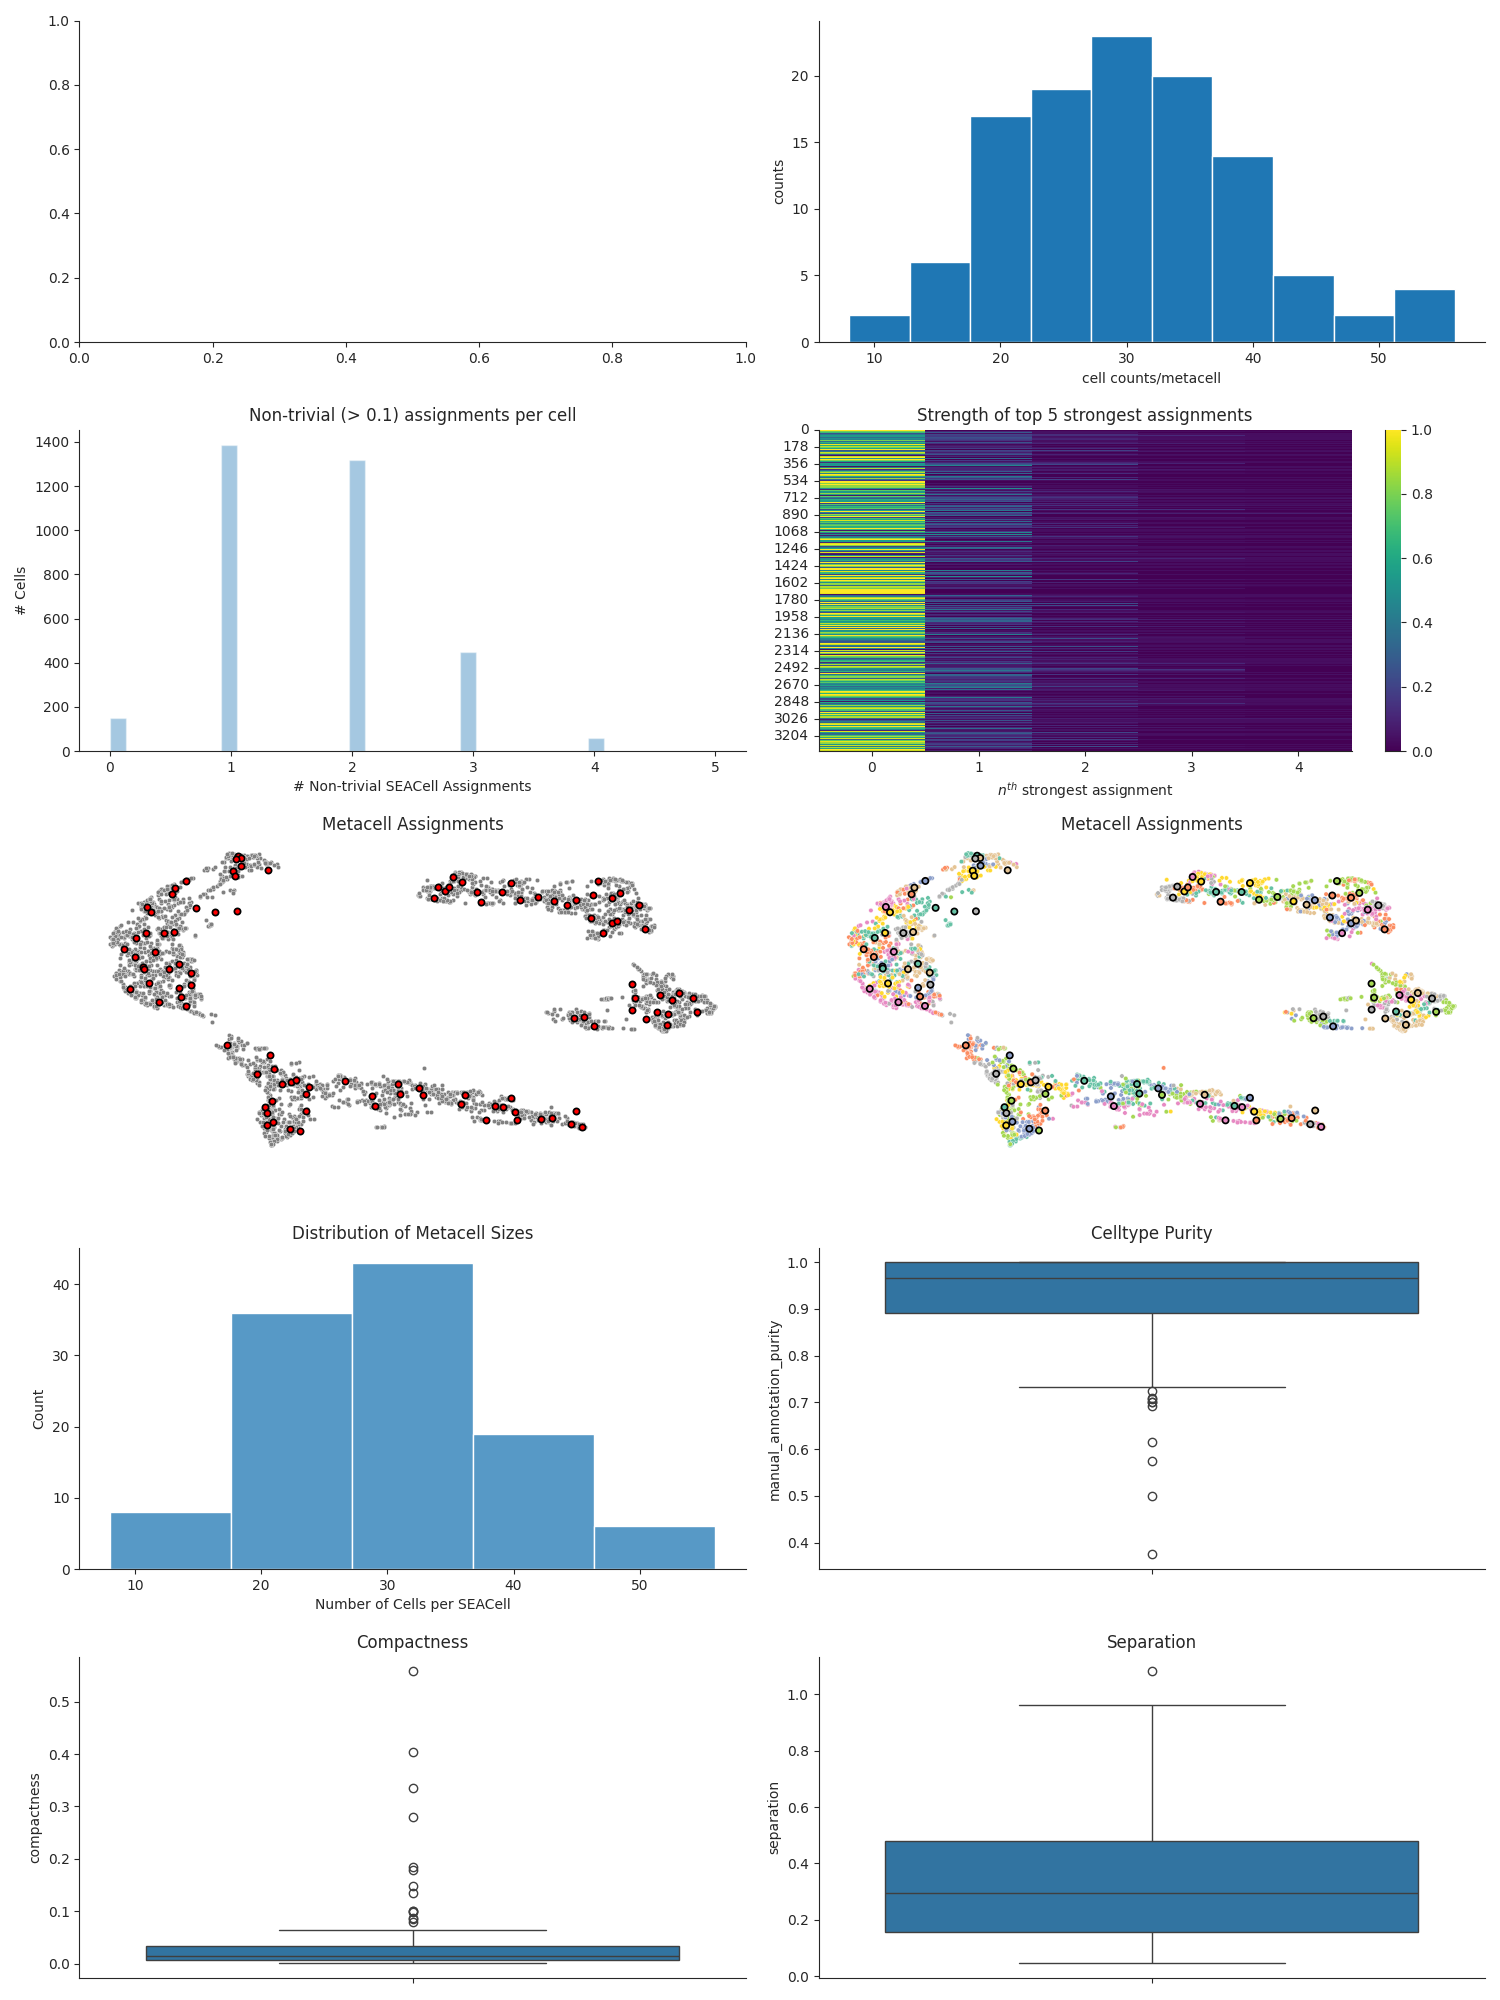 1.0
0.8
0.6
0.4
0.2
0.0
0.0 0.2 0.4 0.6 0.8 1.0
counts
20
15
10
5
0
10 20 30 40 50
cell counts/metacell
Non-trivial (> 0.1) assignments per cell
# Cells
1400
1200
1000
800
600
400
200
0
0 1 2 3 4 5
# Non-trivial SEACell Assignments
Strength of top 5 strongest assignments
0
178
356
534
712
890
1068
1246
1424
1602
1780
1958
2136
2314
2492
2670
2848
3026
3204
0 1 2 3 4
nth strongest assignment
1.0
0.8
0.6
0.4
0.2
0.0
Metacell Assignments
Metacell Assignments
Distribution of Metacell Sizes
Count
40
30
20
10
0
10 20 30 40 50
Number of Cells per SEACell
Celltype Purity
manual_annotation_purity
1.0
0.9
0.8
0.7
0.6
0.5
0.4
Compactness
compactness
0.5
0.4
0.3
0.2
0.1
0.0
Separation
separation
1.0
0.8
0.6
0.4
0.2
0.0